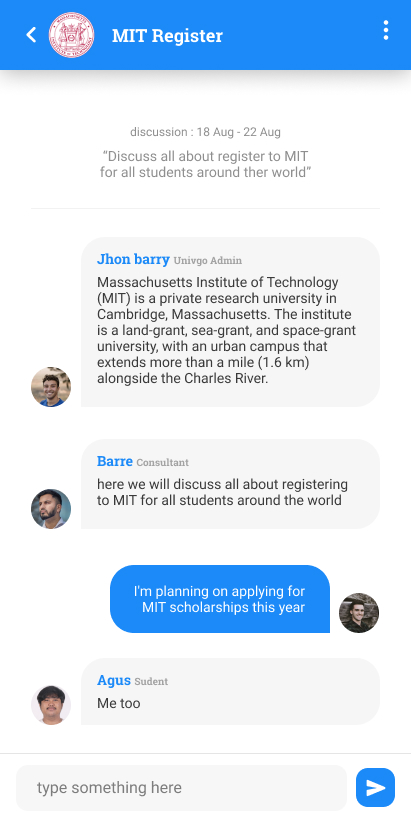 MIT Register
discussion : 18 Aug - 22 Aug
“Discuss all about register to MIT
for all students around ther world”
Jhon barry Univgo Admin
Massachusetts Institute of Technology
(MIT) is a private research university in
Cambridge, Massachusetts. The institute
is a land-grant, sea-grant, and space-grant
university, with an urban campus that
extends more than a mile (1.6 km)
alongside the Charles River.
Barre Consultant
here we will discuss all about registering
to MIT for all students around the world
I'm planning on applying for
MIT scholarships this year
Agus Sudent
Me too
type something here